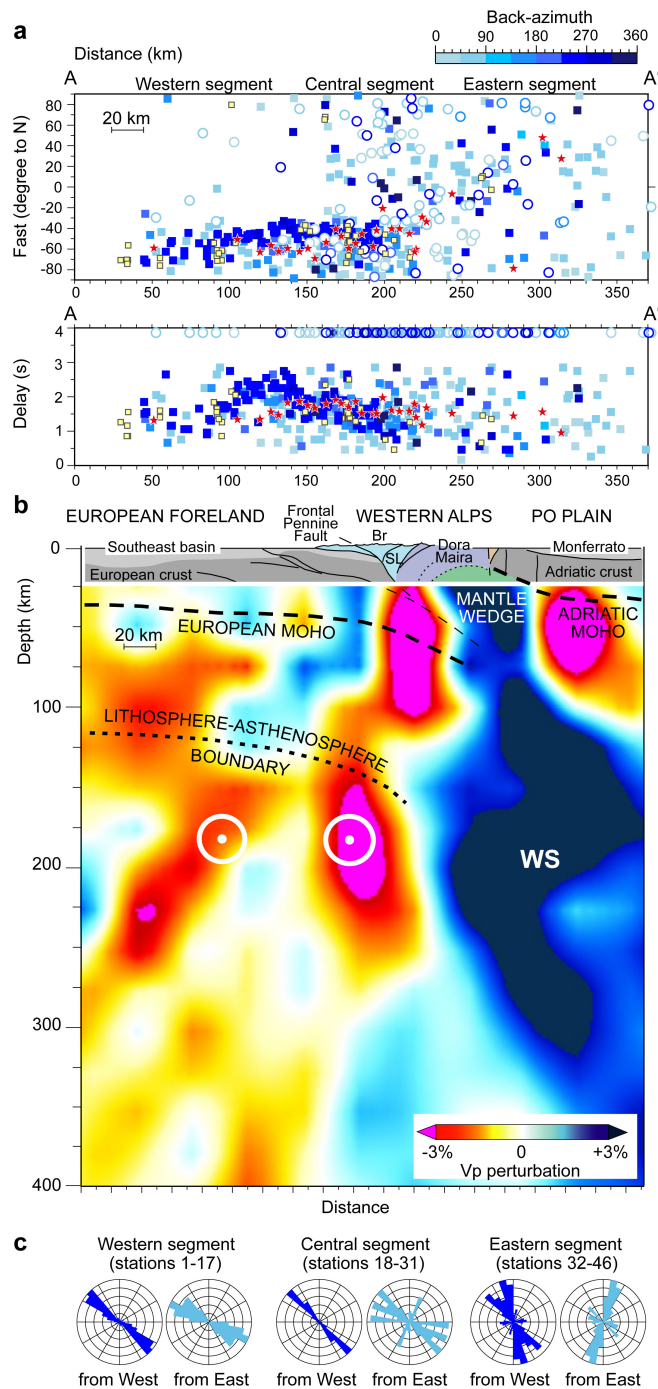 a
Back-azimuth
0 90 180 270 360
Distance (km)
A A'
Western segment Central segment Eastern segment
20 km
Fast (degree to N)
80
60
40
20
0
-20
-40
-60
-80
0 50 100 150 200 250 300 350
A A'
Delay (s)
4
3
2
1
0
0 50 100 150 200 250 300 350
b
EUROPEAN FORELAND
Frontal
Pennine
Fault
WESTERN ALPS
PO PLAIN
Southeast basin
European crust
Br
SL
Dora
Maira
Monferrato
Adriatic crust
Depth (km)
0
100
200
300
400
20 km
EUROPEAN MOHO
MANTLE
WEDGE
ADRIATIC
MOHO
LITHOSPHERE-ASTHENOSPHERE
BOUNDARY
WS
-3% 0 +3%
Vp perturbation
Distance
c
Western segment
(stations 1-17)
Central segment
(stations 18-31)
Eastern segment
(stations 32-46)
from West from East from West from East from West from East